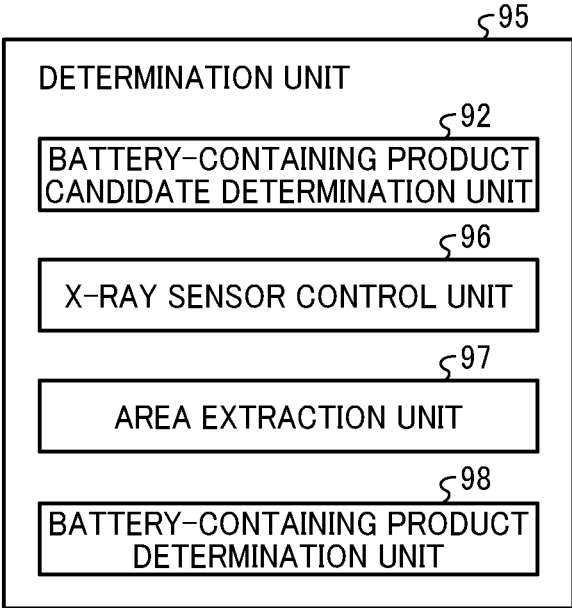 95
DETERMINATION UNIT
92
BATTERY-CONTAINING PRODUCT
CANDIDATE DETERMINATION UNIT
96
X-RAY SENSOR CONTROL UNIT
97
AREA EXTRACTION UNIT
98
BATTERY-CONTAINING PRODUCT
DETERMINATION UNIT